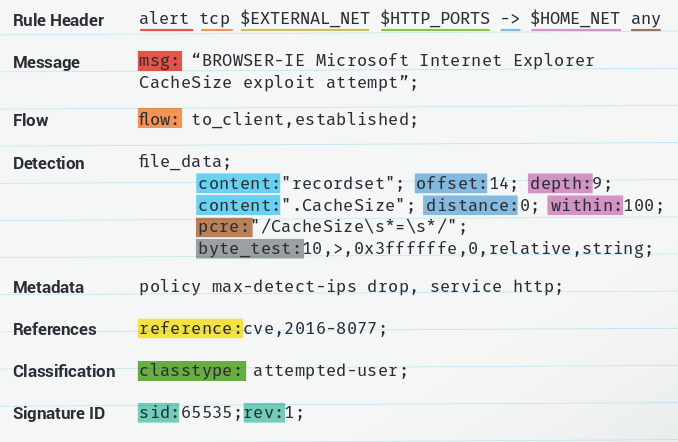 Rule Header alert tcp $EXTERNAL_NET $HTTP_PORTS -> $HOME_NET any
Message msg: “BROWSER-IE Microsoft Internet Explorer
CacheSize exploit attempt”;
Flow flow: to_client,established;
Detection file_data;
content:"recordset"; offset:14; depth:9;
content:".CacheSize"; distance:0; within:100;
pcre:"/CacheSize\s*=\s*/";
byte_test:10,>,0x3ffffffe,0,relative,string;
Metadata policy max-detect-ips drop, service http;
References reference:cve,2016-8077;
Classification classtype: attempted-user;
Signature ID sid:65535;rev:1;